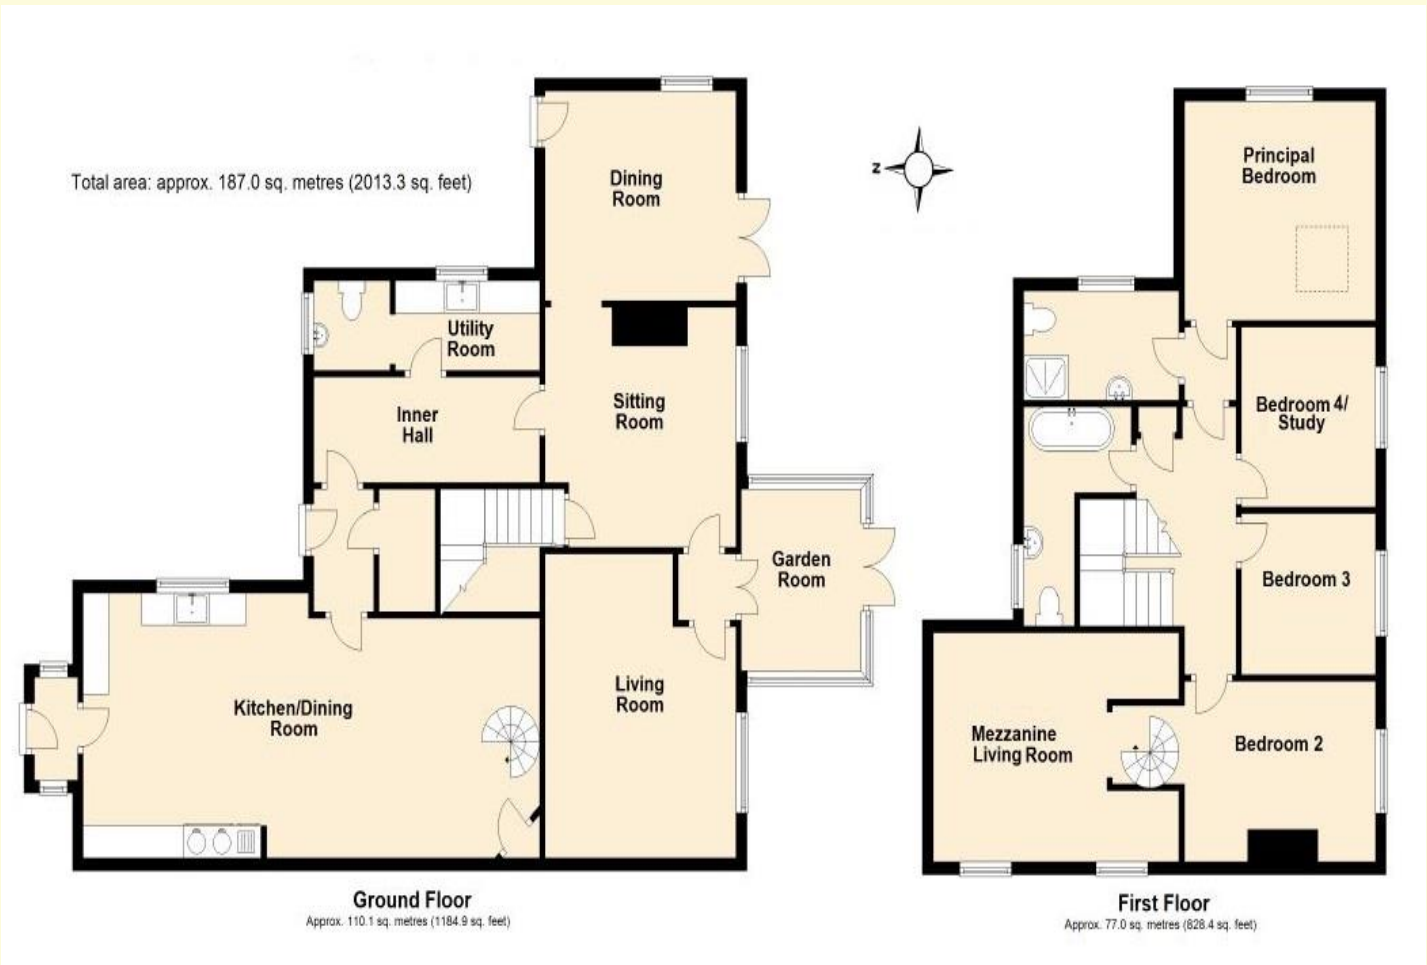 Total area: approx. 187.0 sq. metres (2013.3 sq. feet)
Dining
Room
Utility
Room
Inner
Hall
Sitting
Room
Garden
Room
Kitchen/Dining
Room
Living
Room
Ground Floor
Approx. 110.1 sq. metres (1184.9 sq. feet)
Z
Principal
Bedroom
Bedroom 4/
Study
Bedroom 3
Mezzanine
Living Room
Bedroom 2
First Floor
Approx. 77.0 sq. metres (828.4 sq. feet)